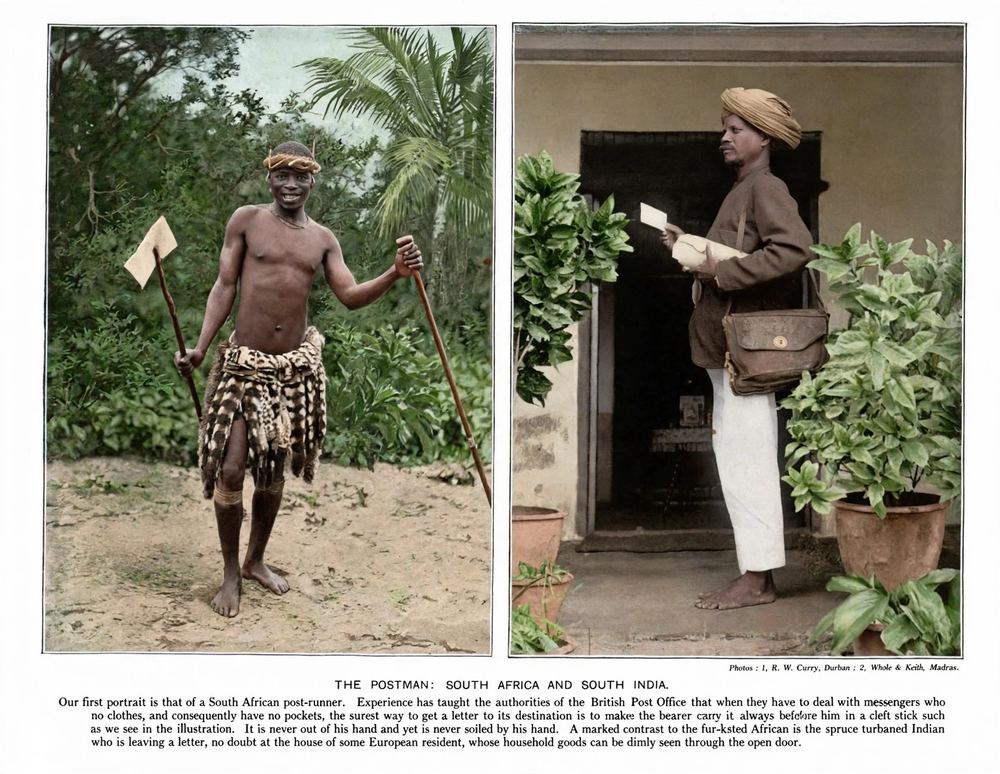 Photos : 1, R. W. Curry, Durban ; 2, Whole & Keith, Madras.
THE POSTMAN: SOUTH AFRICA AND SOUTH INDIA.
Our first portrait is that of a South African post-runner. Experience has taught the authorities of the British Post Office that when they have to deal with messengers who
no clothes, and consequently have no pockets, the surest way to get a letter to its destination is to make the bearer carry it always before him in a cleft stick such
as we see in the illustration. It is never out of his hand and yet is never soiled by his hand. A marked contrast to the fur-ksted African is the spruce turbaned Indian
who is leaving a letter, no doubt at the house of some European resident, whose household goods can be dimly seen through the open door.